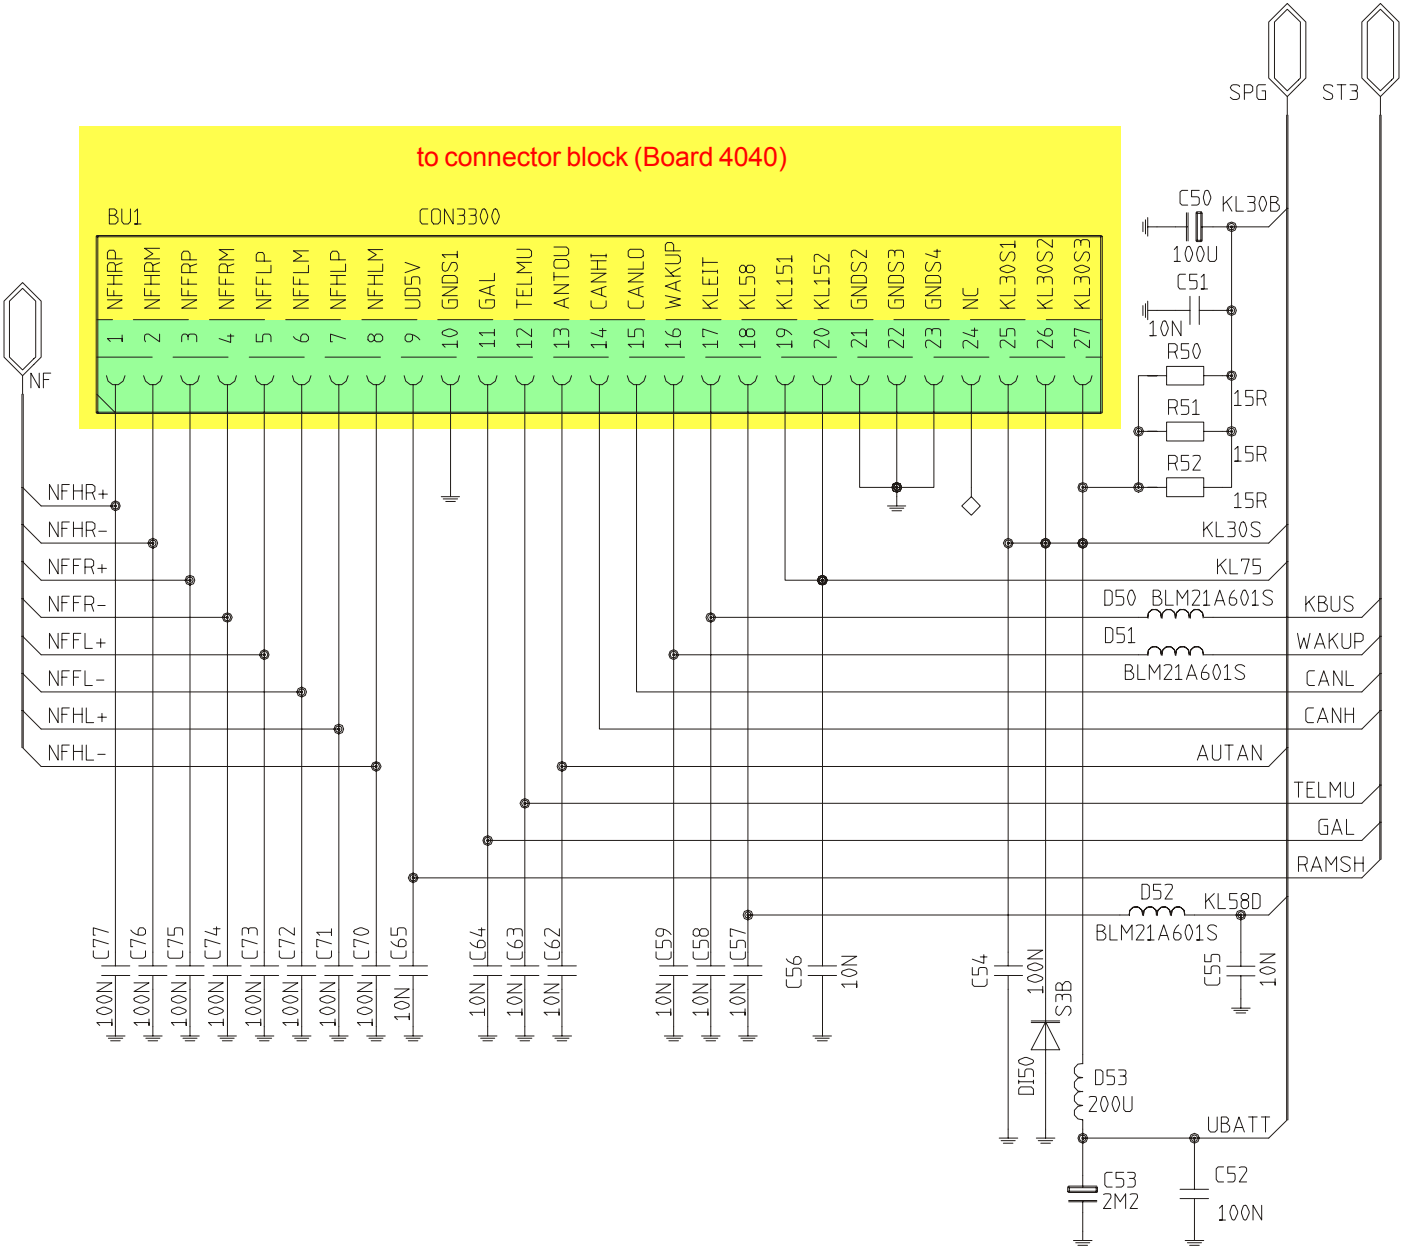 SPG ST3
to connector block (Board 4040)
BU1 CON3300
C50 KL30B
100U
C51
10N
NFHRP NFHRM NFFRP NFFRM NFFLP NFFLM NFHLP NFHLM UD5V GNDS1 GAL TELMU ANTOU CANHI CANLO WAKUP KLEIT KL58 KL151 KL152 GNDS2 GNDS3 GNDS4 NC KL30S1 KL30S2 KL30S3
1 2 3 4 5 6 7 8 9 10 11 12 13 14 15 16 17 18 19 20 21 22 23 24 25 26 27
NF
R50
15R
R51
15R
R52
15R
NFHR+
NFHR-
KL30S
NFFR+
KL75
NFFR-
D50 BLM21A601S KBUS
NFFL+
D51 WAKUP
BLM21A601S
NFFL-
CANL
NFHL+
CANH
NFHL-
AUTAN
TELMU
GAL
RAMSH
D52 KL58D
BLM21A601S
C77 C76 C75 C74 C73 C72 C71 C70 C65 C64 C63 C62 C59 C58 C57 C56 10N C54 100N C55 10N
100N 100N 100N 100N 100N 100N 100N 100N 10N 10N 10N 10N 10N 10N 10N
S3B
DI50
D53
200U
UBATT
C53
2M2
C52
100N